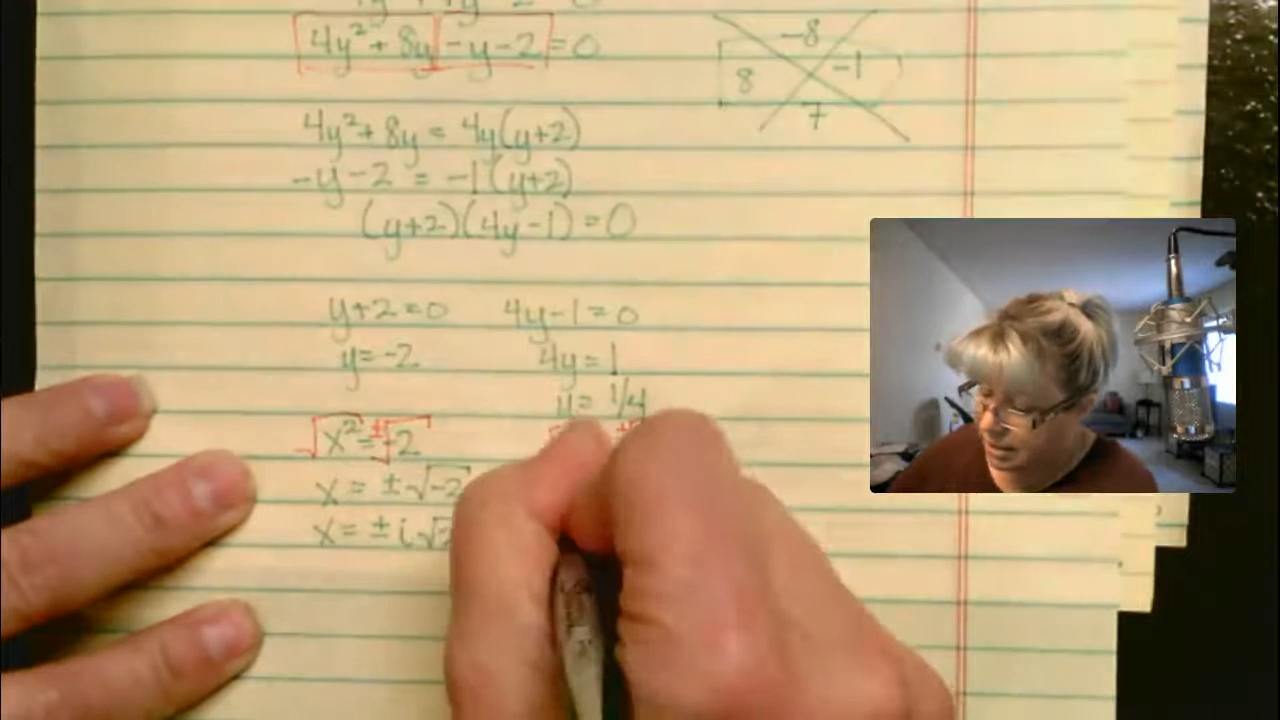 4y² + 8y - y - 2 = 0
-8
8 -1
7
4y² + 8y = 4y(y+2)
-y - 2 = -1(y+2)
(y+2)(4y-1) = 0
y+2=0 4y-1=0
y=-2 4y=1
y= 1/4
x² = ± -2 ±
x = ±√-2
x = ± i√